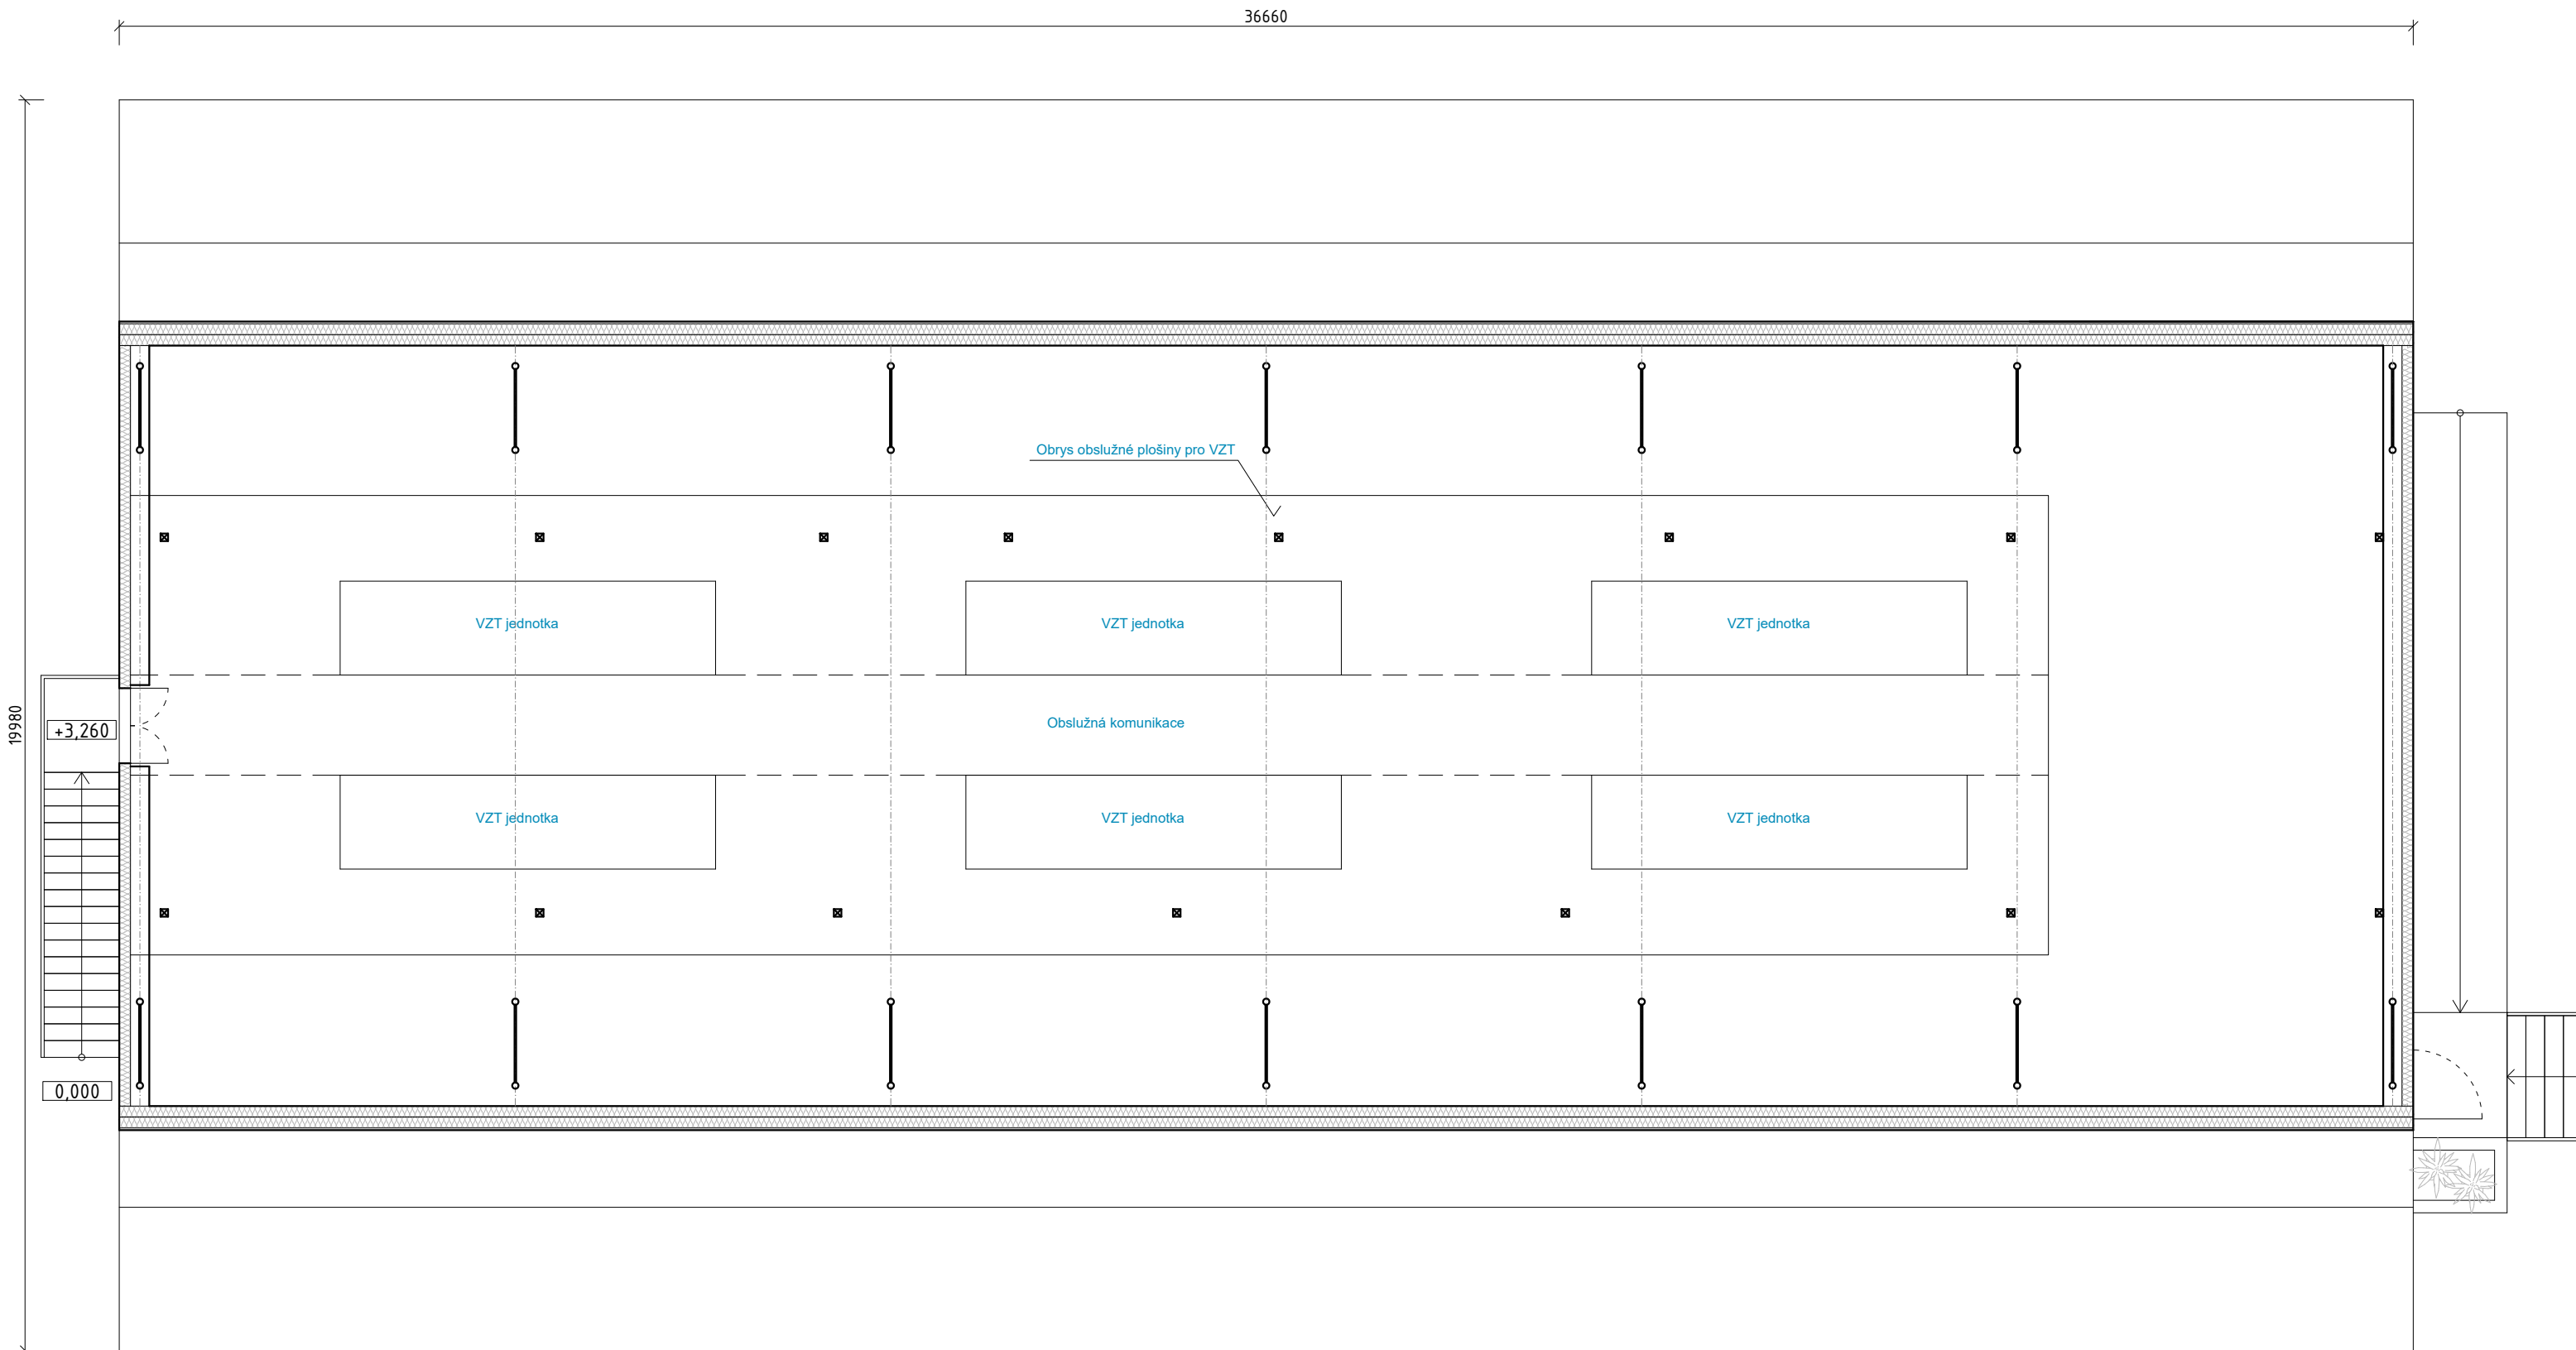 36660
Obrys obslužné plošiny pro VZT
VZT jednotka
VZT jednotka
VZT jednotka
19980
+3,260
Obslužná komunikace
VZT jednotka
VZT jednotka
VZT jednotka
0,000